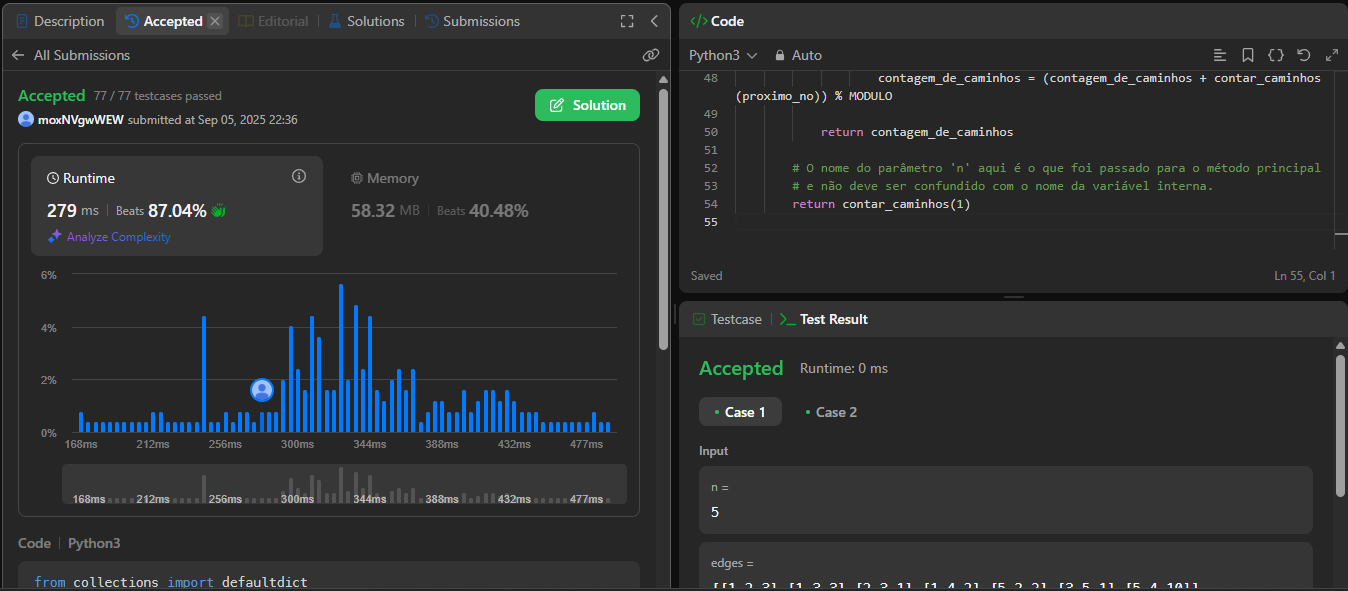 Description Accepted Editorial Solutions Submissions
All Submissions
Accepted 77 / 77 testcases passed
moxNVgwWEW submitted at Sep 05, 2025 22:36
Solution
Runtime
279 ms Beats 87.04%
Analyze Complexity
Memory
58.32 MB Beats 40.48%
6%
4%
2%
0%
168ms 212ms 256ms 300ms 344ms 388ms 432ms 477ms
168ms 212ms 256ms 300ms 344ms 388ms 432ms 477ms
Code Python3
from collections import defaultdict
Code
Python3 Auto
48 contagem_de_caminhos = (contagem_de_caminhos + contar_caminhos
(proximo_no)) % MODULO
49
50 return contagem_de_caminhos
51
52 # O nome do parâmetro 'n' aqui é o que foi passado para o método principal
53 # e não deve ser confundido com o nome da variável interna.
54 return contar_caminhos(1)
55
Saved Ln 55, Col 1
Testcase Test Result
Accepted Runtime: 0 ms
Case 1 Case 2
Input
n =
5
edges =
[[1,2,3],[1,3,3],[2,3,1],[1,4,2],[5,2,2],[3,5,1],[5,4,10]]